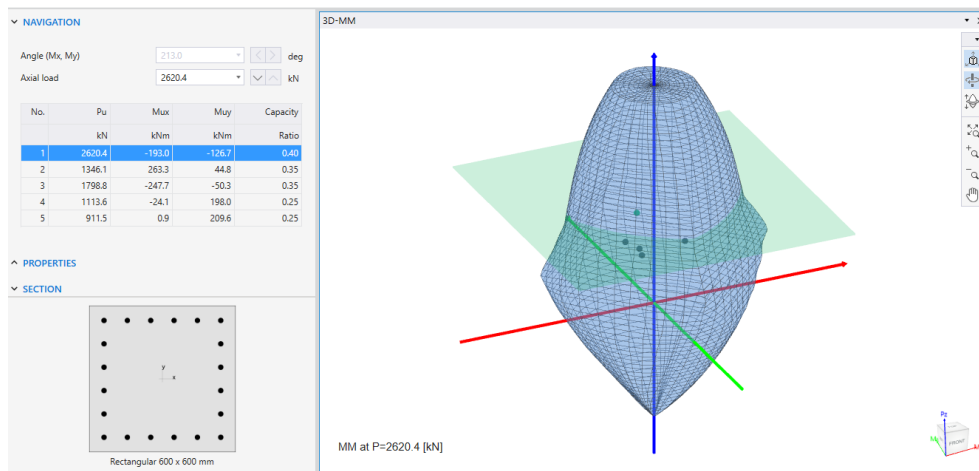 NAVIGATION
Angle (Mx, My) 213.0 deg
Axial load 2620.4 kN
No. Pu Mux Muy Capacity
kN kNm kNm Ratio
1 2620.4 -193.0 -126.7 0.40
2 1346.1 263.3 44.8 0.35
3 1798.8 -247.7 -50.3 0.35
4 1113.6 -24.1 198.0 0.25
5 911.5 0.9 209.6 0.25
PROPERTIES
SECTION
y
x
Rectangular 600 x 600 mm
3D-MM
MM at P=2620.4 [kN]
Pz
FRONT